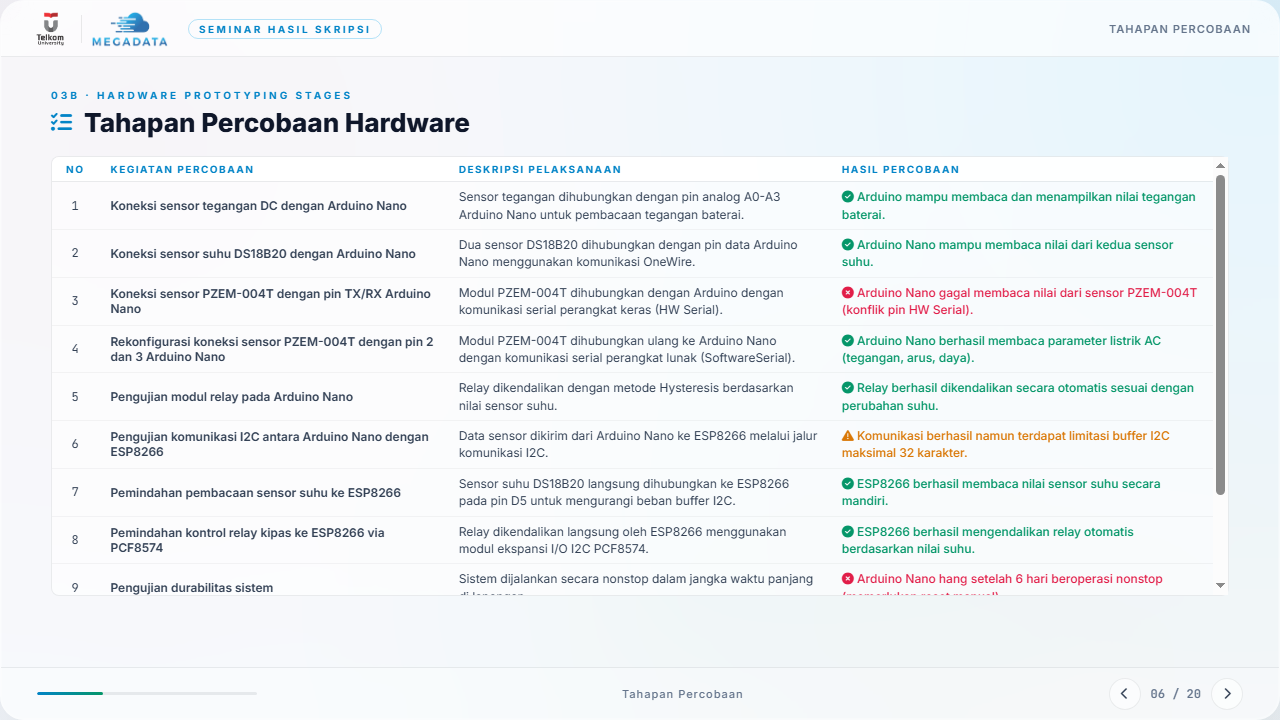 Telkom
University
MEGADATA
SEMINAR HASIL SKRIPSI
TAHAPAN PERCOBAAN
03B · HARDWARE PROTOTYPING STAGES
Tahapan Percobaan Hardware
NO KEGIATAN PERCOBAAN DESKRIPSI PELAKSANAAN HASIL PERCOBAAN
1
Koneksi sensor tegangan DC dengan Arduino Nano
Sensor tegangan dihubungkan dengan pin analog A0-A3
Arduino Nano untuk pembacaan tegangan baterai.
Arduino mampu membaca dan menampilkan nilai tegangan
baterai.
2
Koneksi sensor suhu DS18B20 dengan Arduino Nano
Dua sensor DS18B20 dihubungkan dengan pin data Arduino
Nano menggunakan komunikasi OneWire.
Arduino Nano mampu membaca nilai dari kedua sensor
suhu.
3
Koneksi sensor PZEM-004T dengan pin TX/RX Arduino
Nano
Modul PZEM-004T dihubungkan dengan Arduino dengan
komunikasi serial perangkat keras (HW Serial).
Arduino Nano gagal membaca nilai dari sensor PZEM-004T
(konflik pin HW Serial).
4
Rekonfigurasi koneksi sensor PZEM-004T dengan pin 2
dan 3 Arduino Nano
Modul PZEM-004T dihubungkan ulang ke Arduino Nano
dengan komunikasi serial perangkat lunak (SoftwareSerial).
Arduino Nano berhasil membaca parameter listrik AC
(tegangan, arus, daya).
5
Pengujian modul relay pada Arduino Nano
Relay dikendalikan dengan metode Hysteresis berdasarkan
nilai sensor suhu.
Relay berhasil dikendalikan secara otomatis sesuai dengan
perubahan suhu.
6
Pengujian komunikasi I2C antara Arduino Nano dengan
ESP8266
Data sensor dikirim dari Arduino Nano ke ESP8266 melalui jalur
komunikasi I2C.
Komunikasi berhasil namun terdapat limitasi buffer I2C
maksimal 32 karakter.
7
Pemindahan pembacaan sensor suhu ke ESP8266
Sensor suhu DS18B20 langsung dihubungkan ke ESP8266
pada pin D5 untuk mengurangi beban buffer I2C.
ESP8266 berhasil membaca nilai sensor suhu secara
mandiri.
8
Pemindahan kontrol relay kipas ke ESP8266 via
PCF8574
Relay dikendalikan langsung oleh ESP8266 menggunakan
modul ekspansi I/O I2C PCF8574.
ESP8266 berhasil mengendalikan relay otomatis
berdasarkan nilai suhu.
9
Pengujian durabilitas sistem
Sistem dijalankan secara nonstop dalam jangka waktu panjang
Arduino Nano hang setelah 6 hari beroperasi nonstop
Tahapan Percobaan
06 / 20